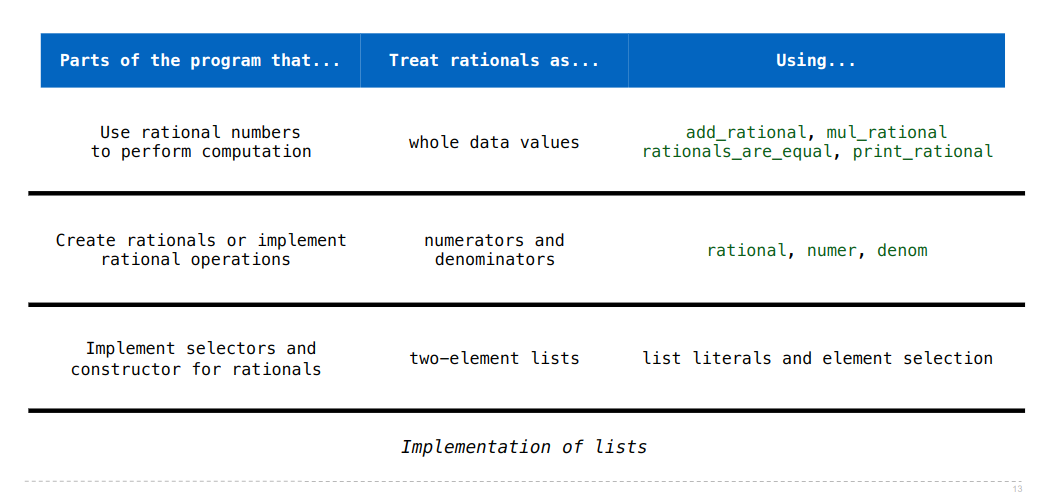 Parts of the program that... Treat rationals as... Using...
Use rational numbers
to perform computation
whole data values
add_rational, mul_rational
rationals_are_equal, print_rational
Create rationals or implement
rational operations
numerators and
denominators
rational, numer, denom
Implement selectors and
constructor for rationals
two-element lists
list literals and element selection
Implementation of lists
13